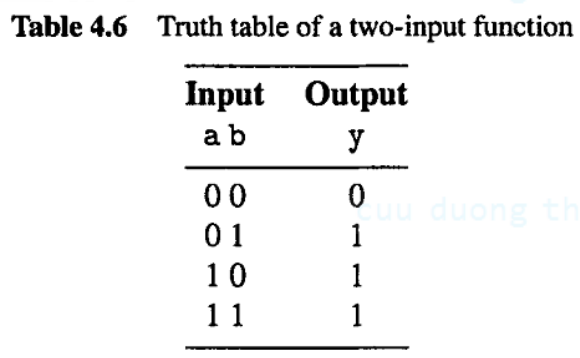 Table 4.6 Truth table of a two-input function
Input Output
a b y
0 0 0
0 1 1
1 0 1
1 1 1
cuu duong th